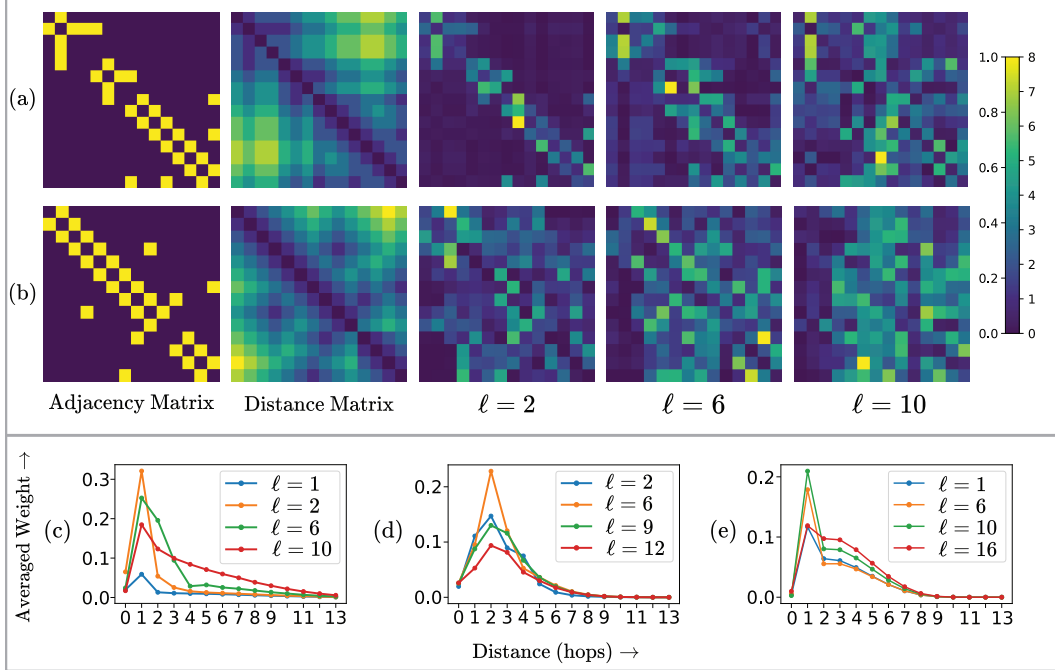 (a)
1.0 8
7
0.8
6
5
0.6
4
0.4
3
2
0.2
1
0.0 0
(b)
Adjacency Matrix Distance Matrix ℓ = 2 ℓ = 6 ℓ = 10
Averaged Weight →
(c)
0.3
0.2
0.1
0.0
0 1 2 3 4 5 6 7 8 9 11 13
ℓ = 1
ℓ = 2
ℓ = 6
ℓ = 10
(d)
0.2
0.1
0.0
0 1 2 3 4 5 6 7 8 9 11 13
ℓ = 2
ℓ = 6
ℓ = 9
ℓ = 12
(e)
0.2
0.1
0.0
0 1 2 3 4 5 6 7 8 9 11 13
ℓ = 1
ℓ = 6
ℓ = 10
ℓ = 16
Distance (hops) →